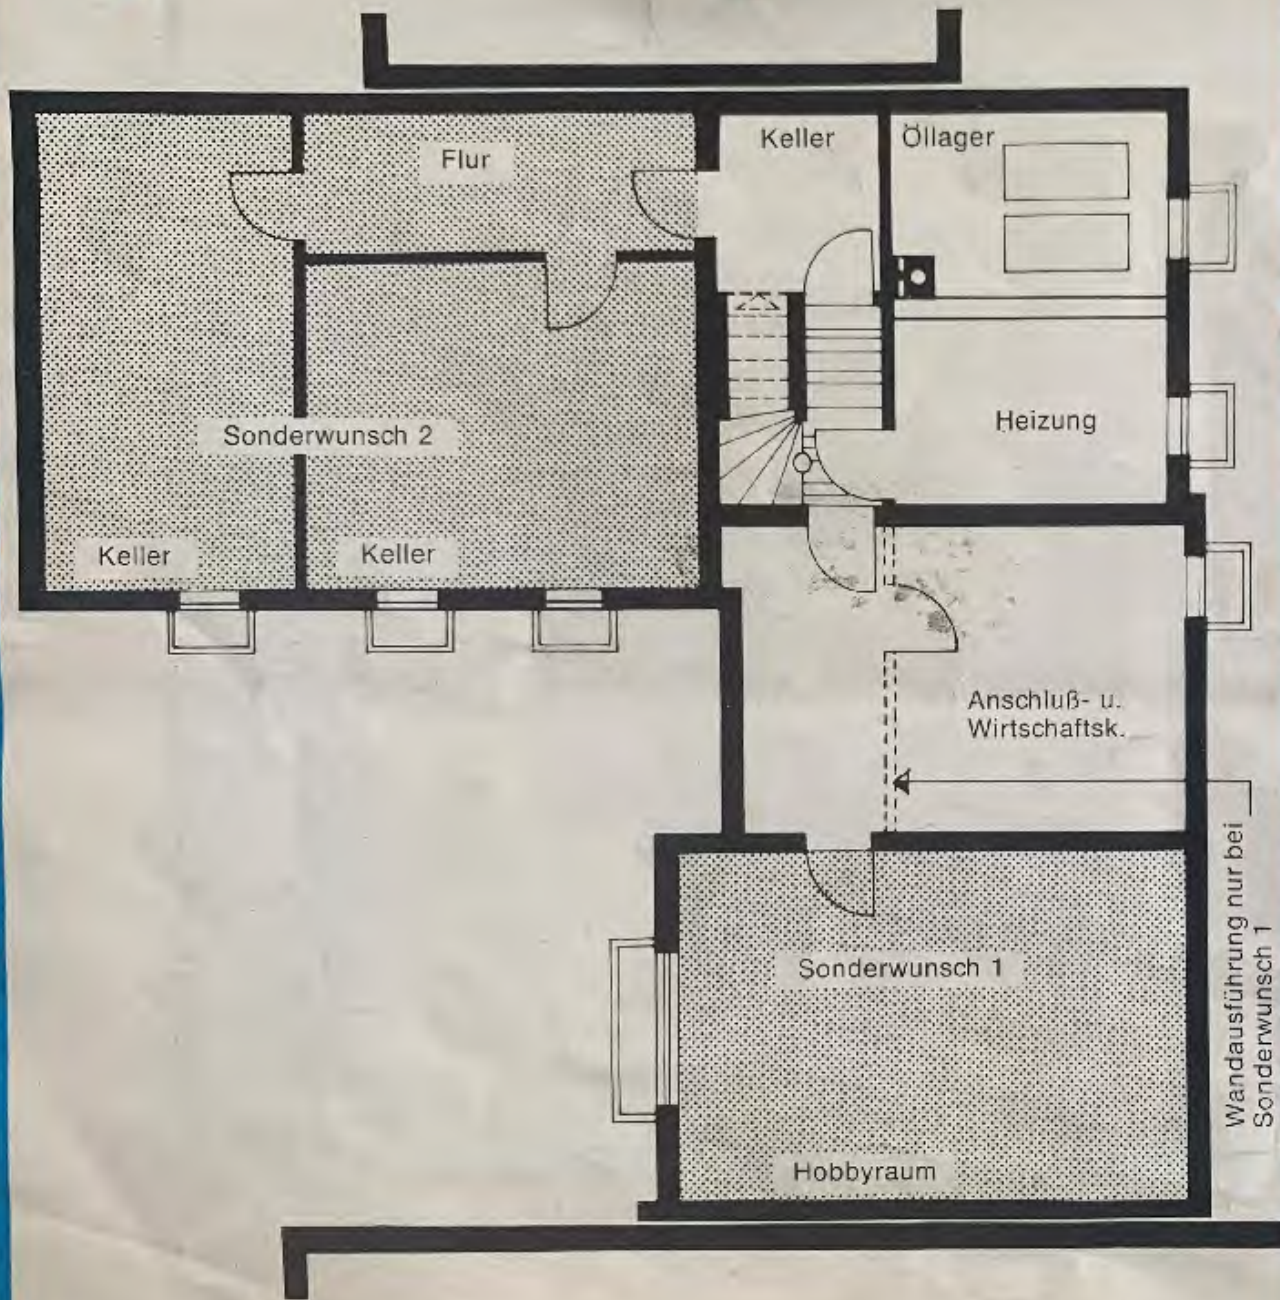 Flur
Keller
Öllager
Sonderwunsch 2
Heizung
Keller
Keller
Anschluß- u.
Wirtschaftsk.
Wandausführung nur bei
Sonderwunsch 1
Sonderwunsch 1
Hobbyraum